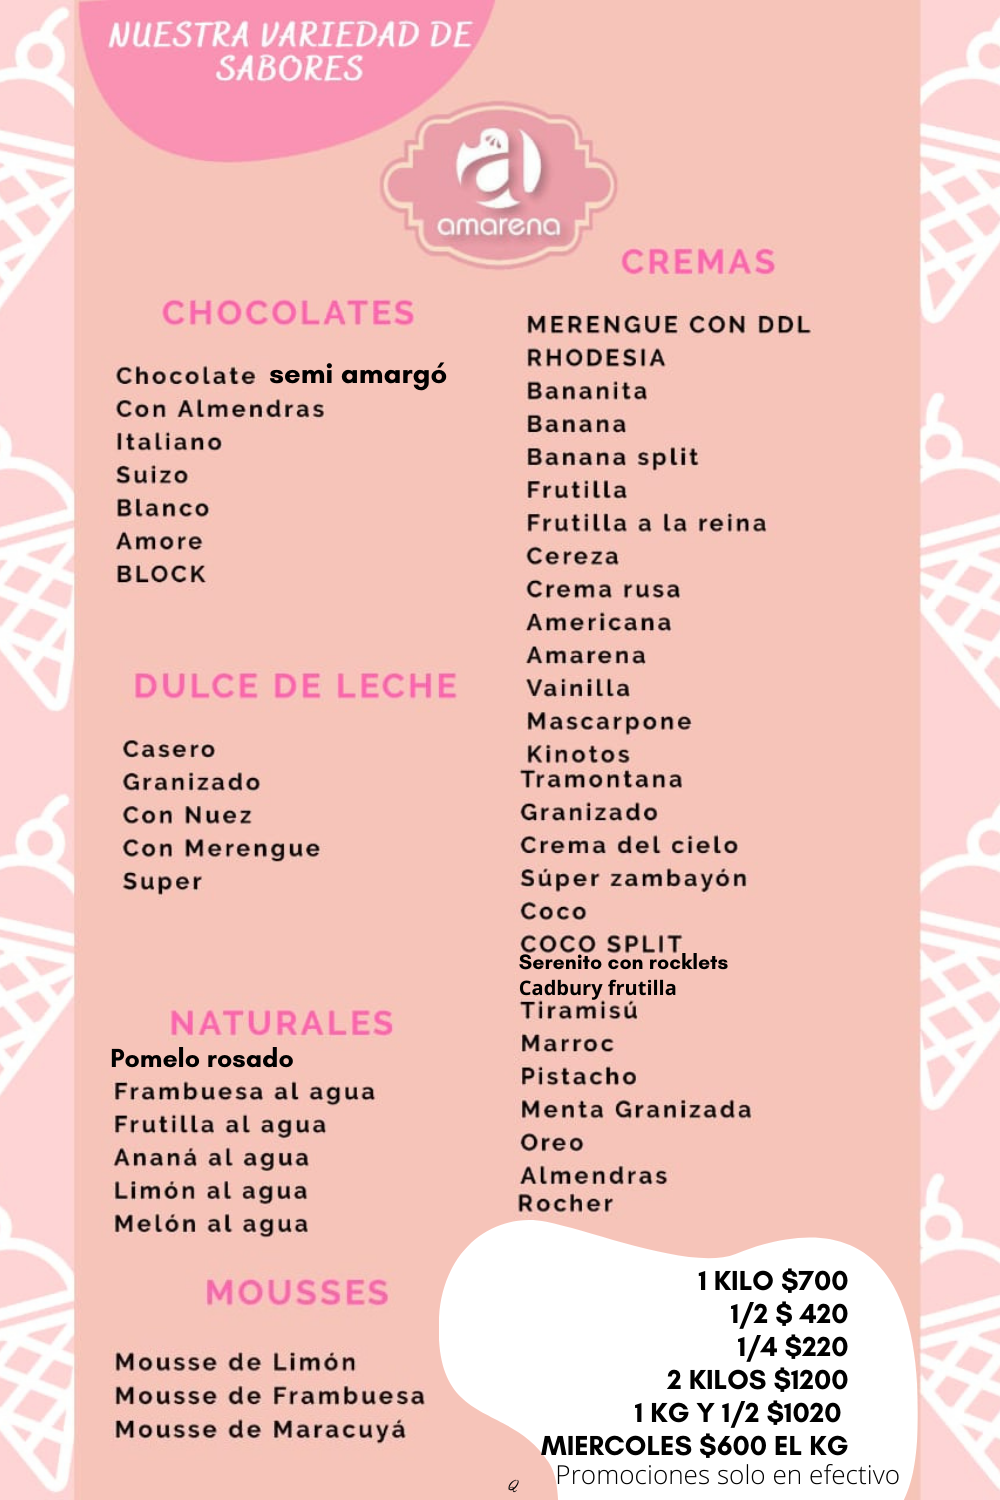 NUESTRA VARIEDAD DE
SABORES
a
amarena
CHOCOLATES
Chocolate semi amargó
Con Almendras
Italiano
Suizo
Blanco
Amore
BLOCK
DULCE DE LECHE
Casero
Granizado
Con Nuez
Con Merengue
Super
NATURALES
Pomelo rosado
Frambuesa al agua
Frutilla al agua
Ananá al agua
Limón al agua
Melón al agua
MOUSSES
Mousse de Limón
Mousse de Frambuesa
Mousse de Maracuyá
CREMAS
MERENGUE CON DDL
RHODESIA
Bananita
Banana
Banana split
Frutilla
Frutilla a la reina
Cereza
Crema rusa
Americana
Amarena
Vainilla
Mascarpone
Kinotos
Tramontana
Granizado
Crema del cielo
Súper zambayón
Coco
COCO SPLIT
Serenito con rocklets
Cadbury frutilla
Tiramisú
Marroc
Pistacho
Menta Granizada
Oreo
Almendras
Rocher
1 KILO $700
1/2 $ 420
1/4 $220
2 KILOS $1200
1 KG Y 1/2 $1020
MIERCOLES $600 EL KG
Promociones solo en efectivo
Q